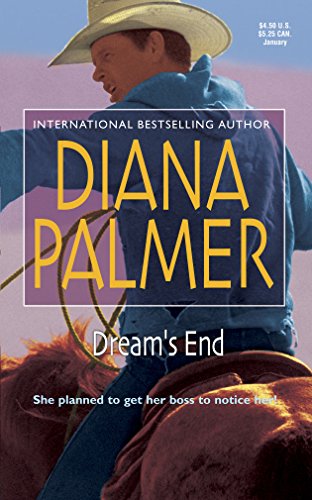 $4.50 U.S.
$5.25 CAN.
January
INTERNATIONAL BESTSELLING AUTHOR
DIANA
PALMER
Dream's End
She planned to get her boss to notice her!